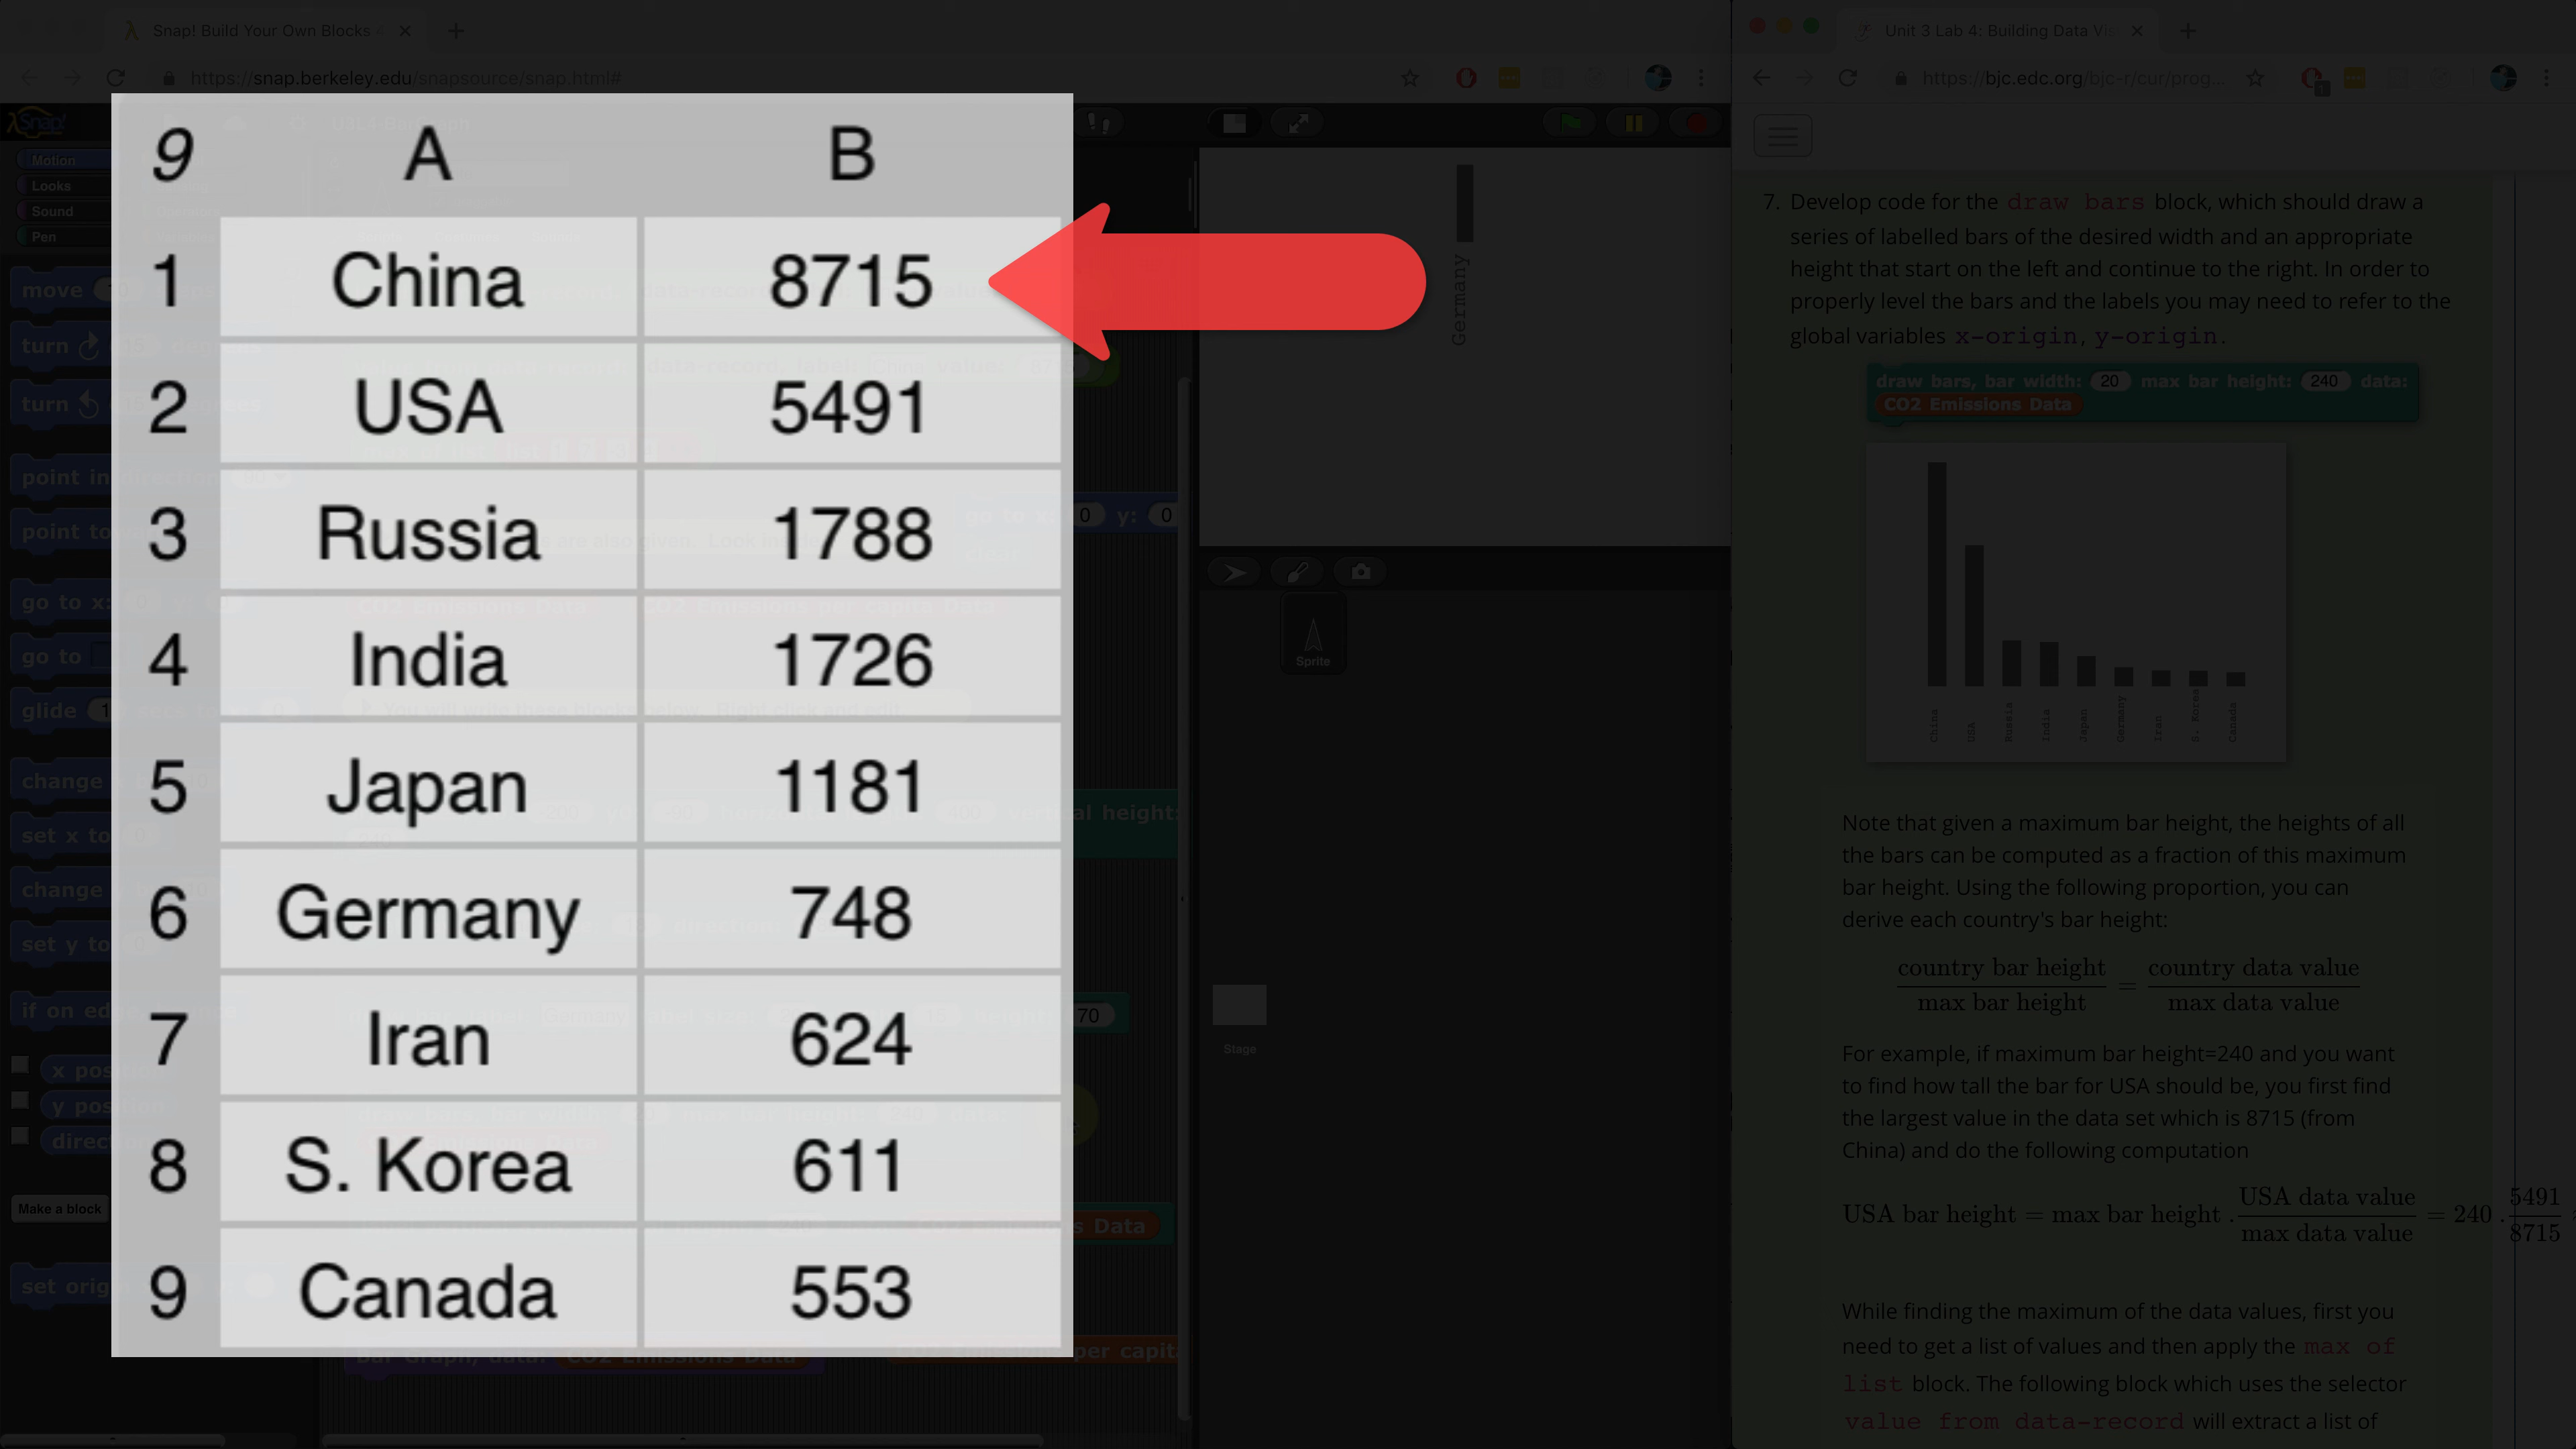 Snap! Build Your Own Blocks
https://snap.berkeley.edu/snapsource/snap.html#
Snap!
Motion
Looks
Sound
Pen
move
turn
turn
point in
point to
go to x:
go to
glide
change
set x to
change
set y to
if on
x
y
Make a block
9 A B
1 China 8715
2 USA 5491
3 Russia 1788
4 India 1726
5 Japan 1181
6 Germany 748
7 Iran 624
8 S. Korea 611
9 Canada 553
0 y: 0
70
Data
Germany
Sprite
Stage
Unit 3 Lab 4: Building Data
https://bjc.edc.org/bjc-r/cur/prog...
7. Develop code for the draw bars block, which should draw a
series of labelled bars of the desired width and an appropriate
height that start on the left and continue to the right. In order to
properly level the bars and the labels you may need to refer to the
global variables x-origin, y-origin.
draw bars, bar width: 20 max bar height: 240 data:
CO2 Emissions Data
China USA Russia India Japan Germany Iran S. Korea Canada
Note that given a maximum bar height, the heights of all
the bars can be computed as a fraction of this maximum
bar height. Using the following proportion, you can
derive each country's bar height:
country bar height / max bar height = country data value / max data value
For example, if maximum bar height=240 and you want
to find how tall the bar for USA should be, you first find
the largest value in the data set which is 8715 (from
China) and do the following computation
USA bar height = max bar height . USA data value / max data value = 240 . 5491 / 8715
While finding the maximum of the data values, first you
need to get a list of values and then apply the max of
list block. The following block which uses the selector
value from data-record will extract a list of